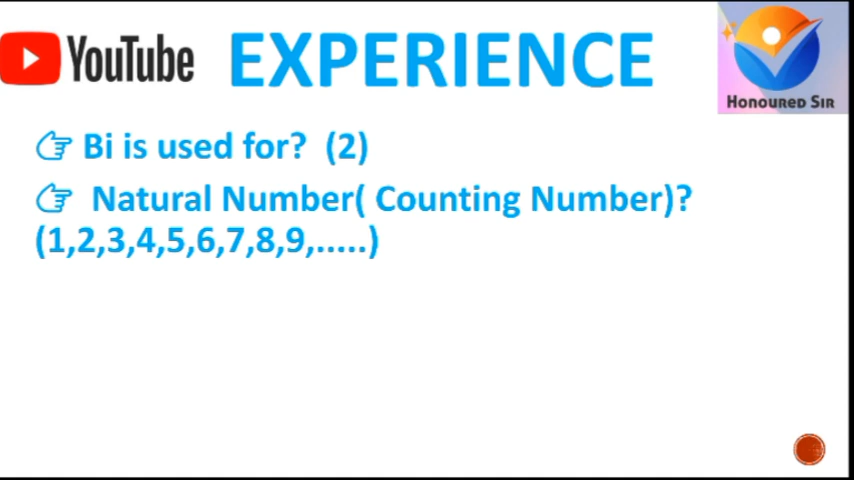 YouTube EXPERIENCE
HONOURED SIR
Bi is used for? (2)
Natural Number( Counting Number)?
(1,2,3,4,5,6,7,8,9,.....)